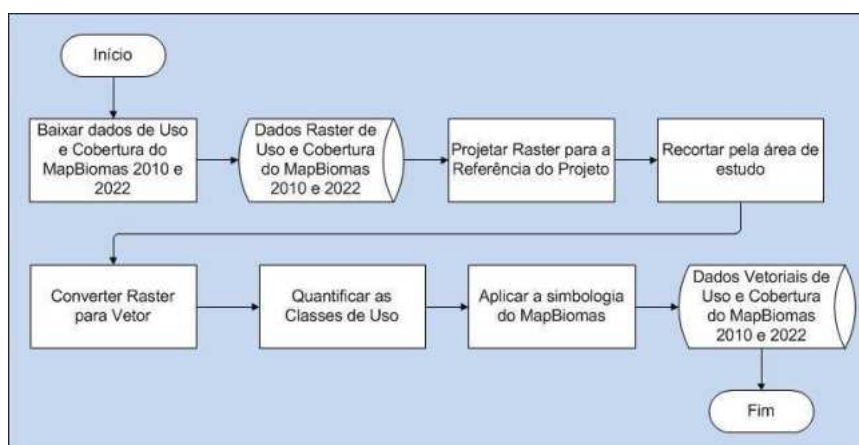 Início
Baixar dados de Uso
e Cobertura do
MapBiomas 2010 e
2022
Dados Raster de
Uso e Cobertura
do MapBiomas
2010 e 2022
Projetar Raster para a
Referência do Projeto
Recortar pela área de
estudo
Converter Raster
para Vetor
Quantificar as
Classes de Uso
Aplicar a simbologia
do MapBiomas
Dados Vetoriais de
Uso e Cobertura
do MapBiomas
2010 e 2022
Fim